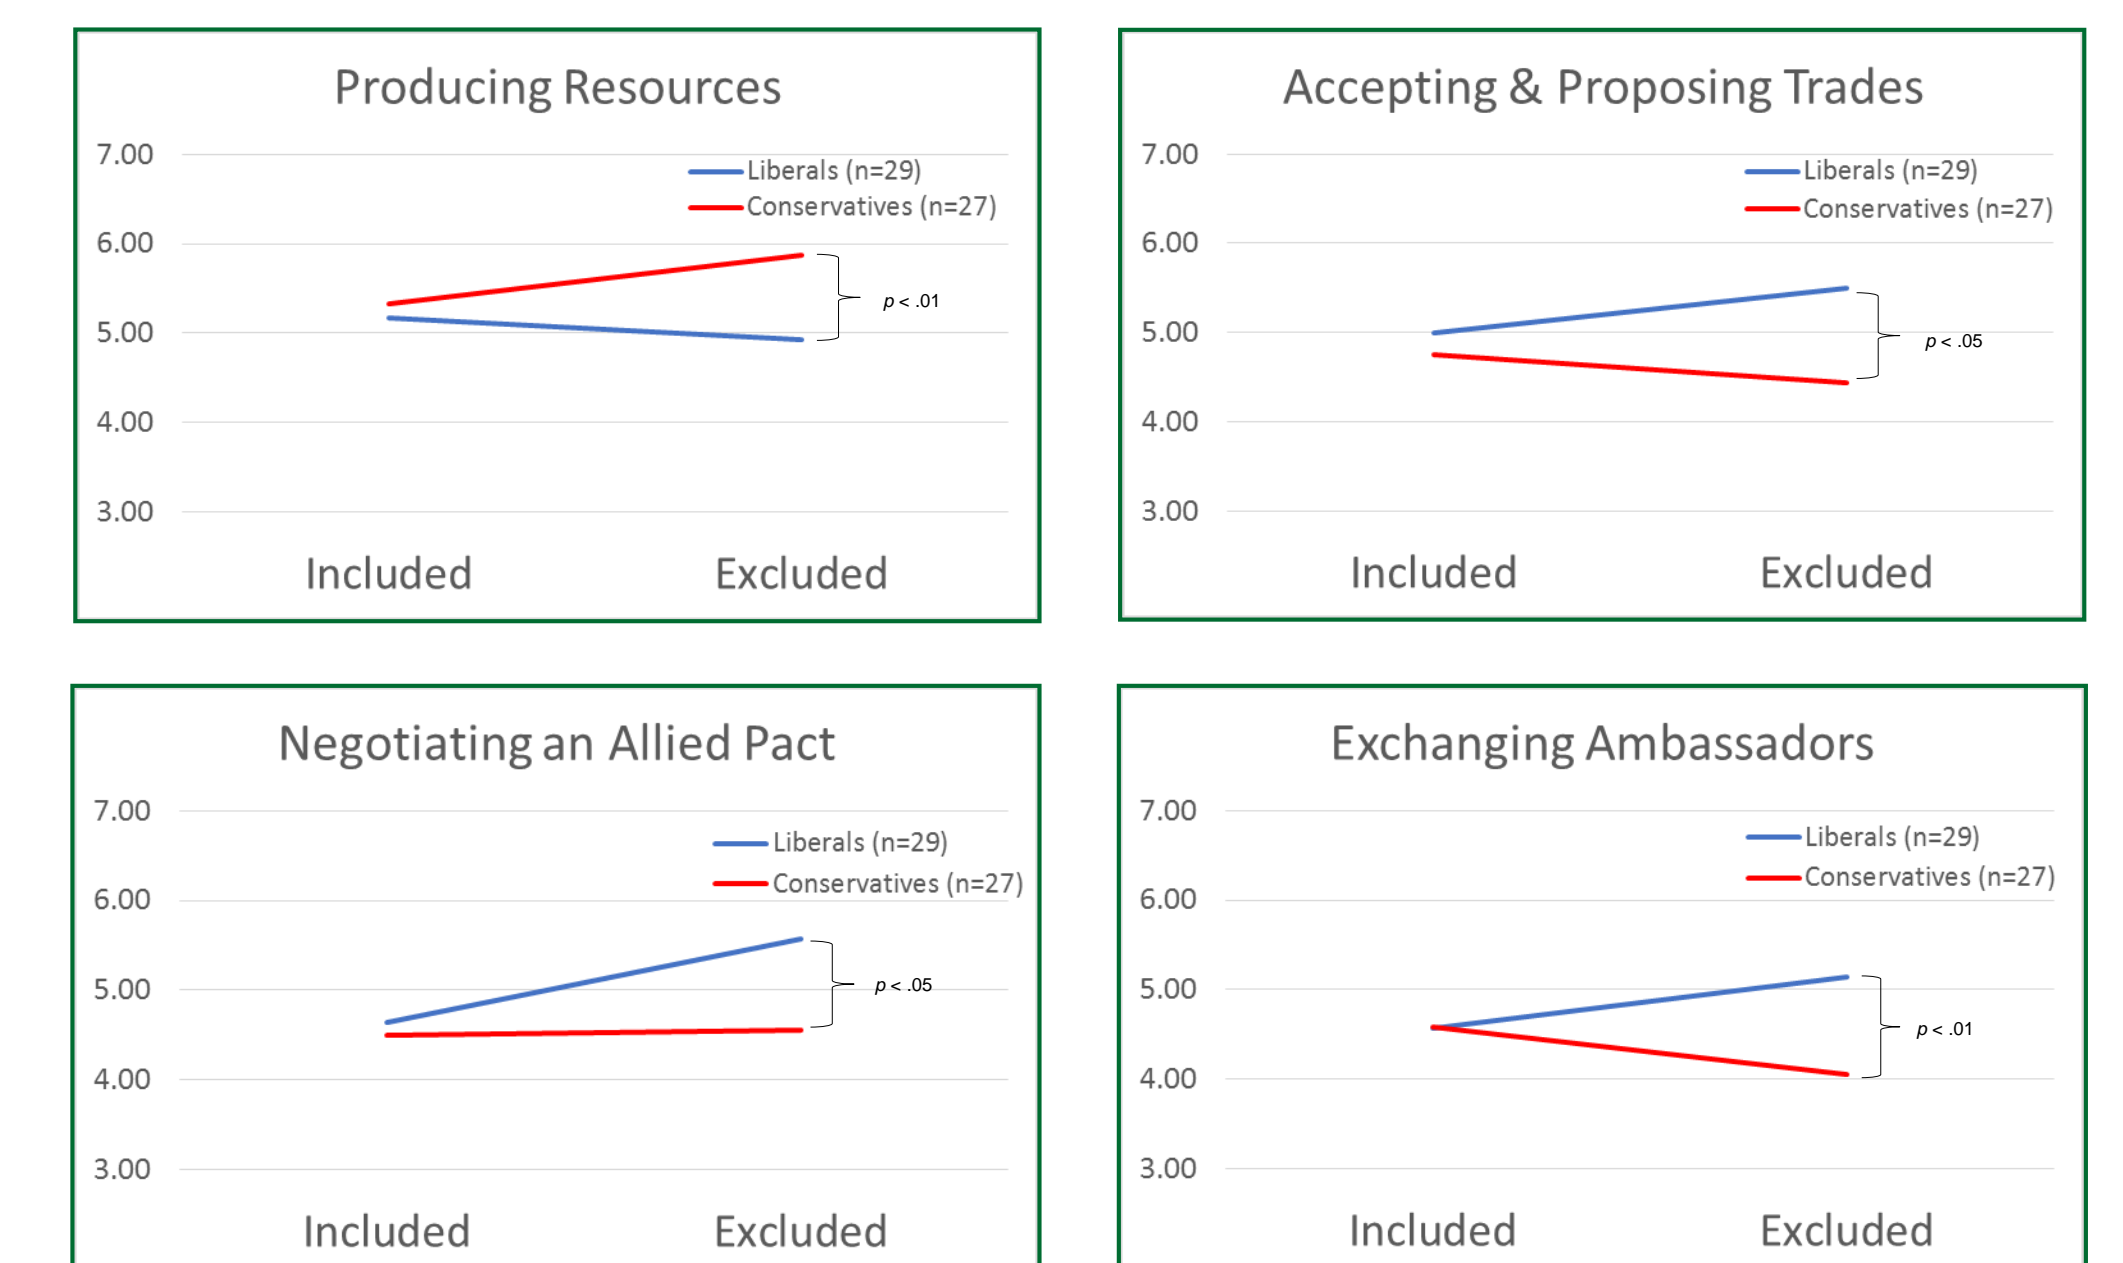 Producing Resources
7.00
Liberals (n=29)
Conservatives (n=27)
6.00
p < .01
5.00
4.00
3.00
Included Excluded
Accepting & Proposing Trades
7.00
Liberals (n=29)
Conservatives (n=27)
6.00
5.00
p < .05
4.00
3.00
Included Excluded
Negotiating an Allied Pact
7.00
Liberals (n=29)
Conservatives (n=27)
6.00
5.00
p < .05
4.00
3.00
Included Excluded
Exchanging Ambassadors
7.00
Liberals (n=29)
Conservatives (n=27)
6.00
5.00
p < .01
4.00
3.00
Included Excluded